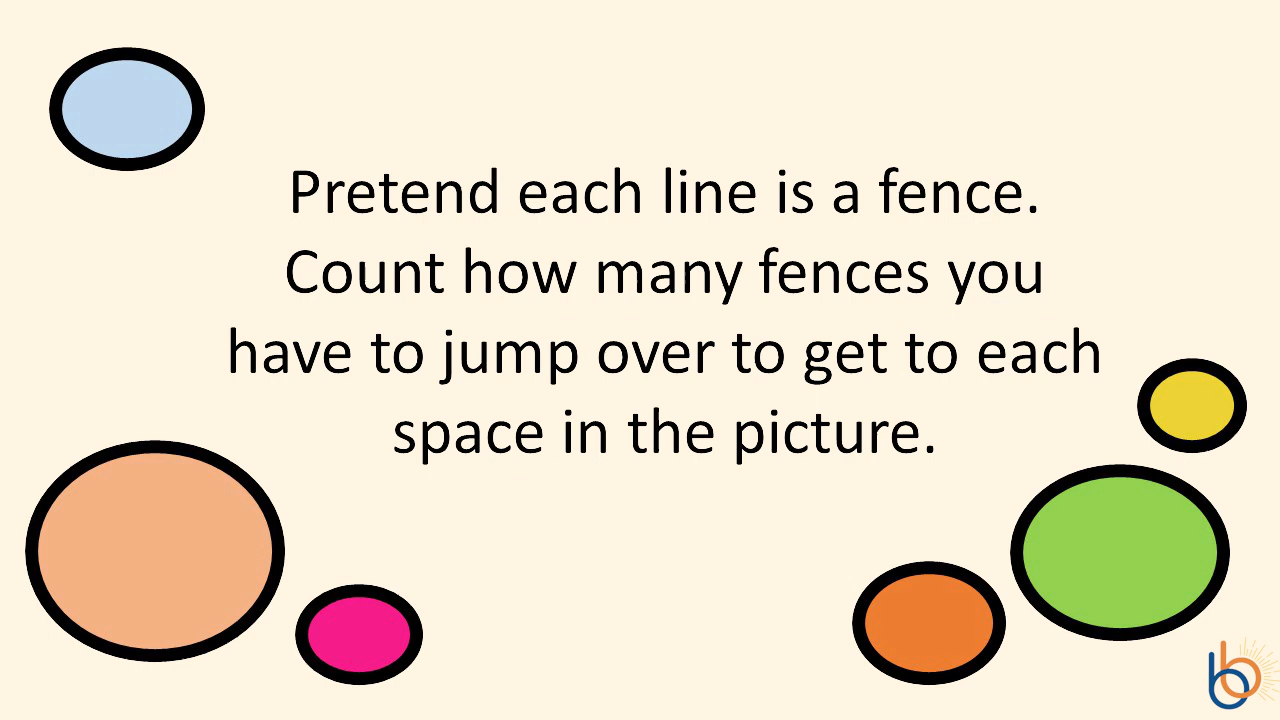 Pretend each line is a fence.
Count how many fences you
have to jump over to get to each
space in the picture.